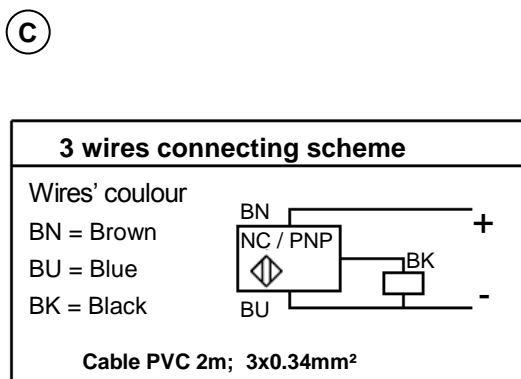 C
3 wires connecting scheme
Wires' coulour
BN = Brown
BU = Blue
BK = Black
BN
NC / PNP
BK
BU
+
-
Cable PVC 2m; 3x0.34mm²